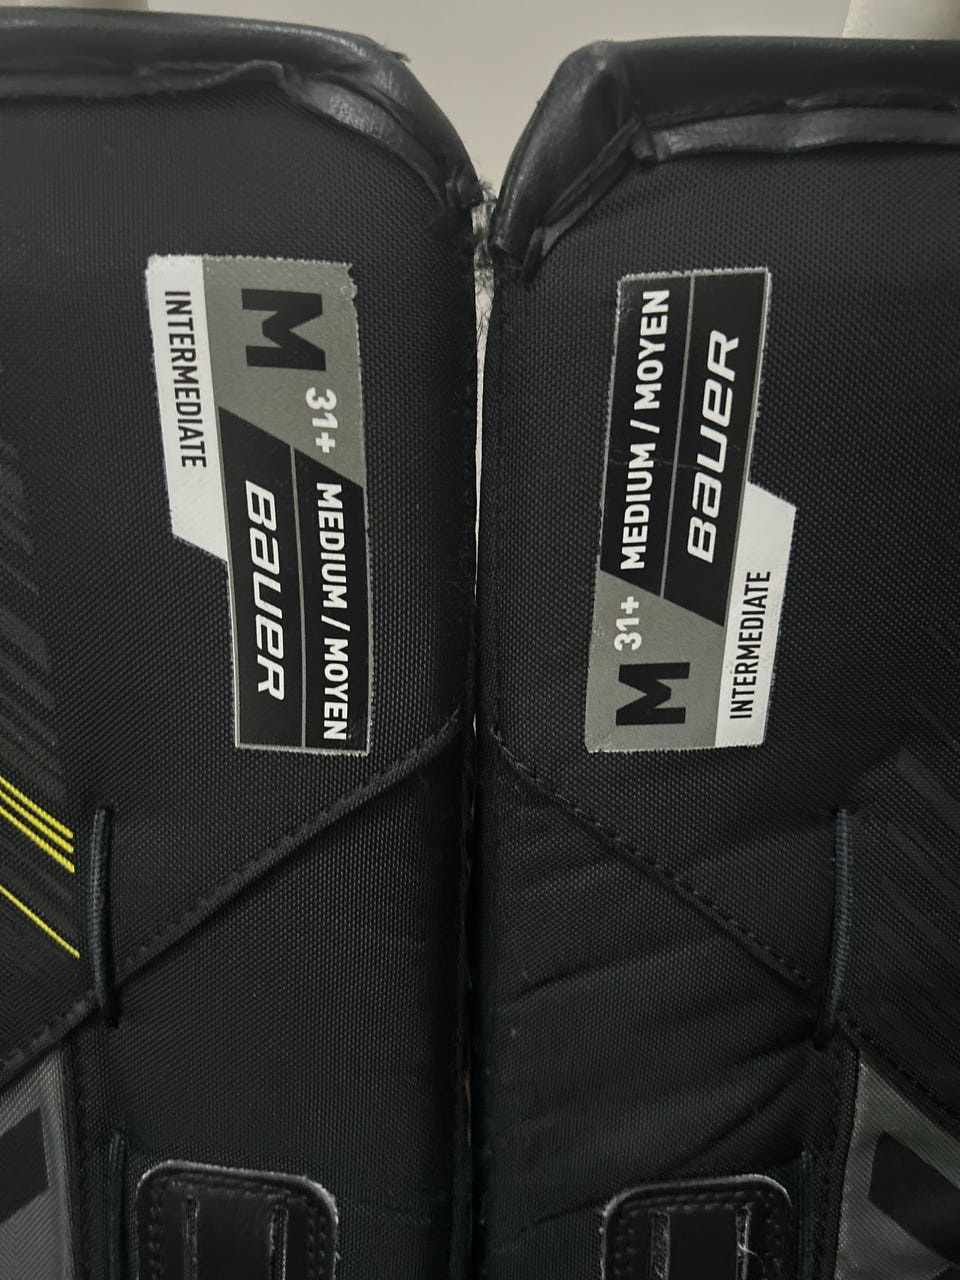 INTERMEDIATE
M 31+ MEDIUM / MOYEN
BAUER
M 31+ MEDIUM / MOYEN
BAUER
INTERMEDIATE